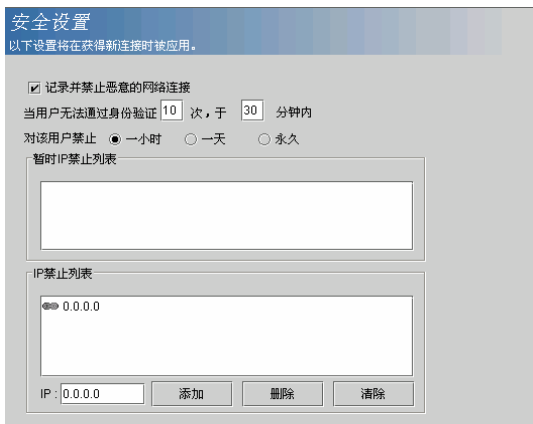 安全设置
以下设置将在获得新连接时被应用。
记录并禁止恶意的网络连接
当用户无法通过身份验证 10 次，于 30 分钟内
对该用户禁止 一小时 一天 永久
暂时IP禁止列表
IP禁止列表
0.0.0.0
IP : 0.0.0.0 添加 删除 清除